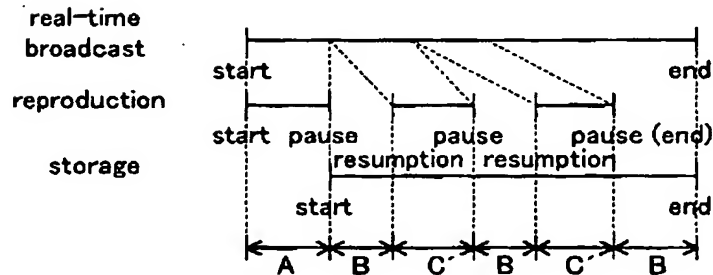 real-time
broadcast
start end
reproduction
start pause pause pause (end)
resumption resumption
storage
start end
A B C B C B